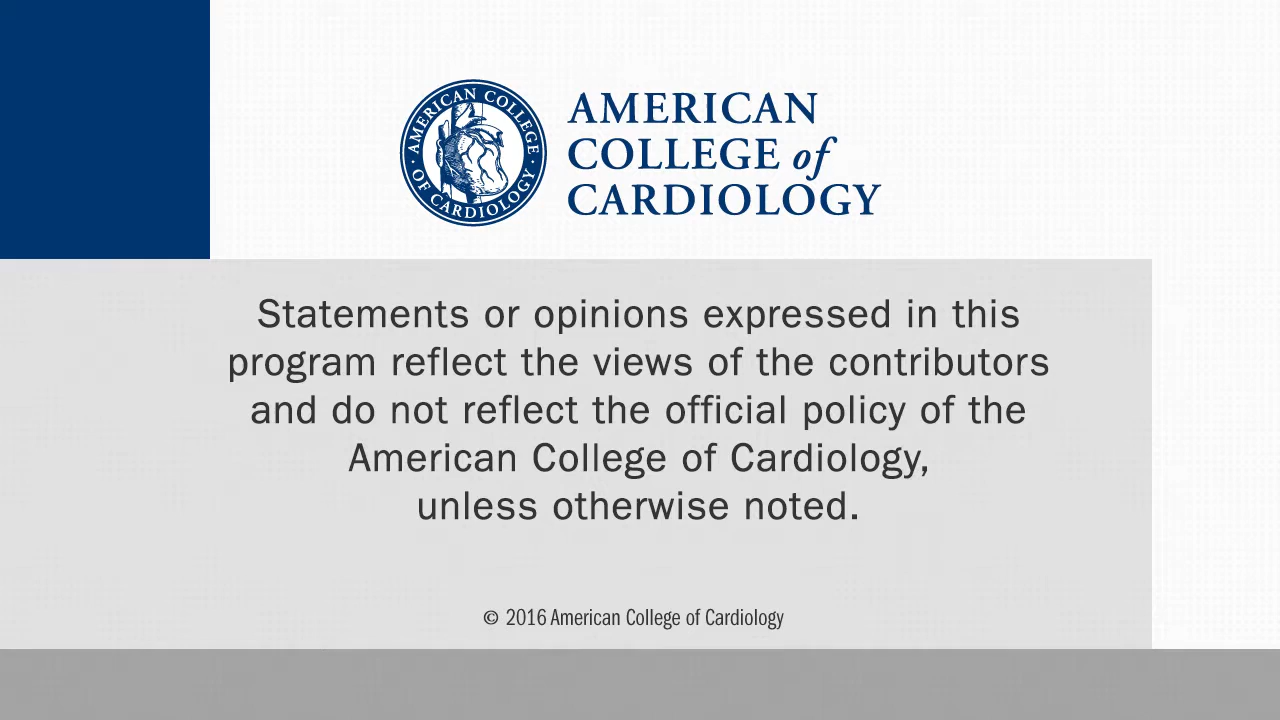 AMERICAN COLLEGE
· OF CARDIOLOGY ·
AMERICAN
COLLEGE of
CARDIOLOGY
Statements or opinions expressed in this
program reflect the views of the contributors
and do not reflect the official policy of the
American College of Cardiology,
unless otherwise noted.
© 2016 American College of Cardiology